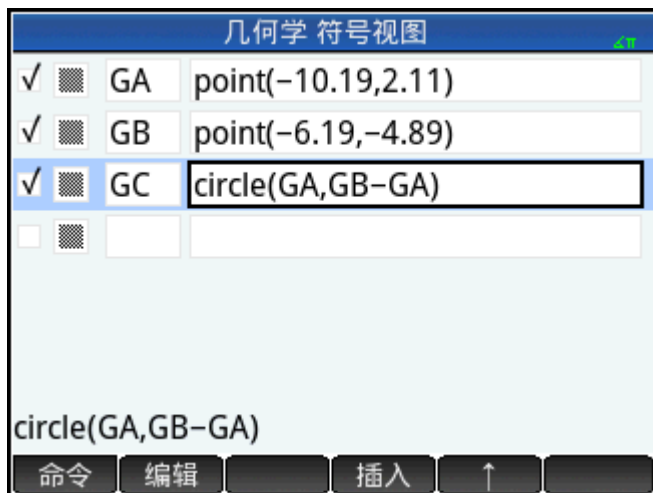 几何学 符号视图
∡π
√ GA point(−10.19,2.11)
√ GB point(−6.19,−4.89)
√ GC circle(GA,GB−GA)
circle(GA,GB−GA)
命令 编辑 插入 ↑